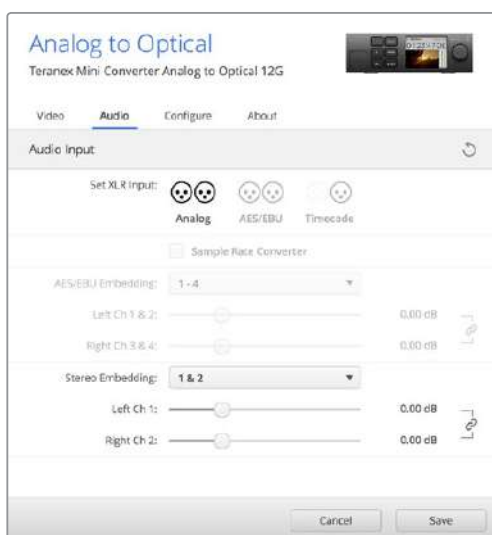 Analog to Optical
Teranex Mini Converter Analog to Optical 12G
Video Audio Configure About
Audio Input
Set XLR Input:
Analog AES/EBU Timecode
Sample Rate Converter
AES/EBU Embedding: 1 - 4
Left Ch 1 & 2: 0.00 dB
Right Ch 3 & 4: 0.00 dB
Stereo Embedding: 1 & 2
Left Ch 1: 0.00 dB
Right Ch 2: 0.00 dB
Cancel Save